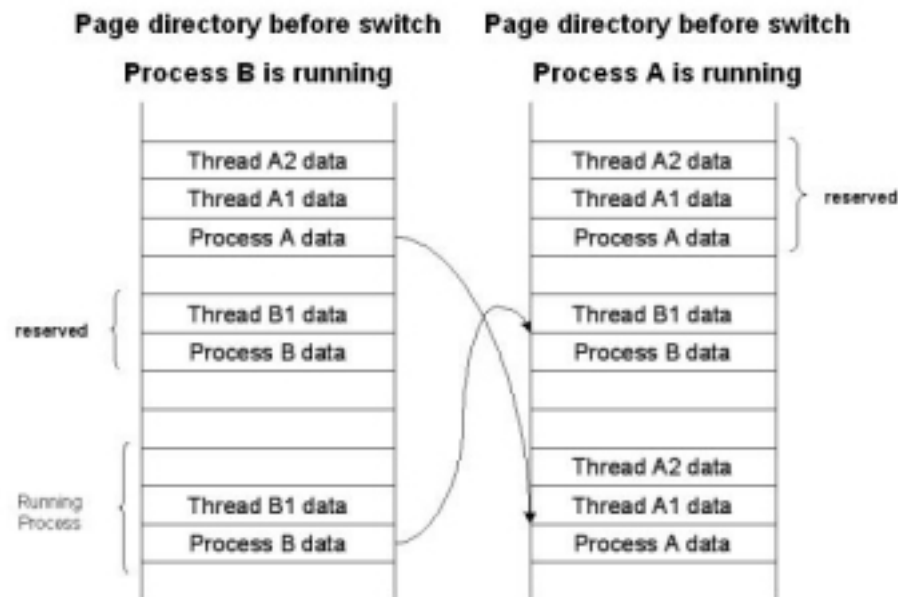 Page directory before switch
Process B is running
Thread A2 data
Thread A1 data
Process A data
reserved
Thread B1 data
Process B data
Running
Process
Thread B1 data
Process B data
Page directory before switch
Process A is running
Thread A2 data
Thread A1 data
Process A data
reserved
Thread B1 data
Process B data
Thread A2 data
Thread A1 data
Process A data